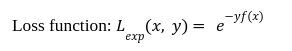 Loss function: L_exp(x, y) = e^{-yf(x)}